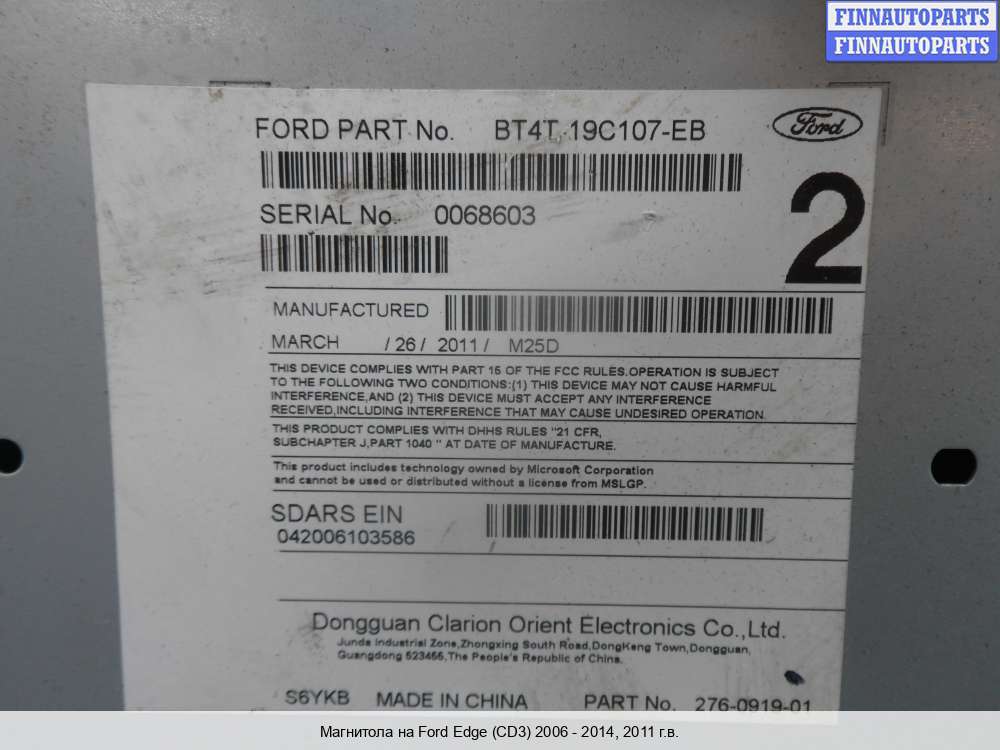 FINNAUTOPARTS
FINNAUTOPARTS
FORD PART No. BT4T 19C107-EB
Ford
SERIAL No. 0068603
2
MANUFACTURED
MARCH / 26 / 2011 / M25D
THIS DEVICE COMPLIES WITH PART 15 OF THE FCC RULES.OPERATION IS SUBJECT
TO THE FOLLOWING TWO CONDITIONS:(1) THIS DEVICE MAY NOT CAUSE HARMFUL
INTERFERENCE,AND (2) THIS DEVICE MUST ACCEPT ANY INTERFERENCE
RECEIVED,INCLUDING INTERFERENCE THAT MAY CAUSE UNDESIRED OPERATION.
THIS PRODUCT COMPLIES WITH DHHS RULES "21 CFR,
SUBCHAPTER J,PART 1040 " AT DATE OF MANUFACTURE.
This product includes technology owned by Microsoft Corporation
and cannot be used or distributed without a license from MSLGP.
SDARS EIN
042006103586
Dongguan Clarion Orient Electronics Co.,Ltd.
Junda Industrial Zone,Zhongxing South Road,DongKeng Town,Dongguan,
Guangdong 523455,The People's Republic of China.
S6YKB MADE IN CHINA PART No. 276-0919-01
Магнитола на Ford Edge (CD3) 2006 - 2014, 2011 г.в.